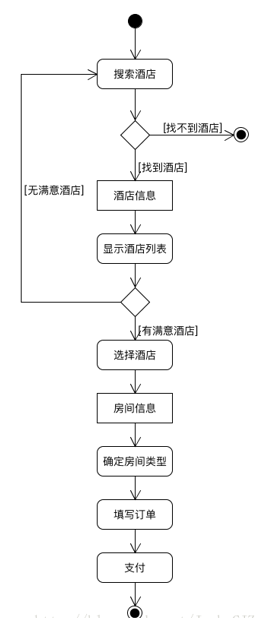 搜索酒店
[找不到酒店]
[找到酒店]
[无满意酒店]
酒店信息
显示酒店列表
[有满意酒店]
选择酒店
房间信息
确定房间类型
填写订单
支付